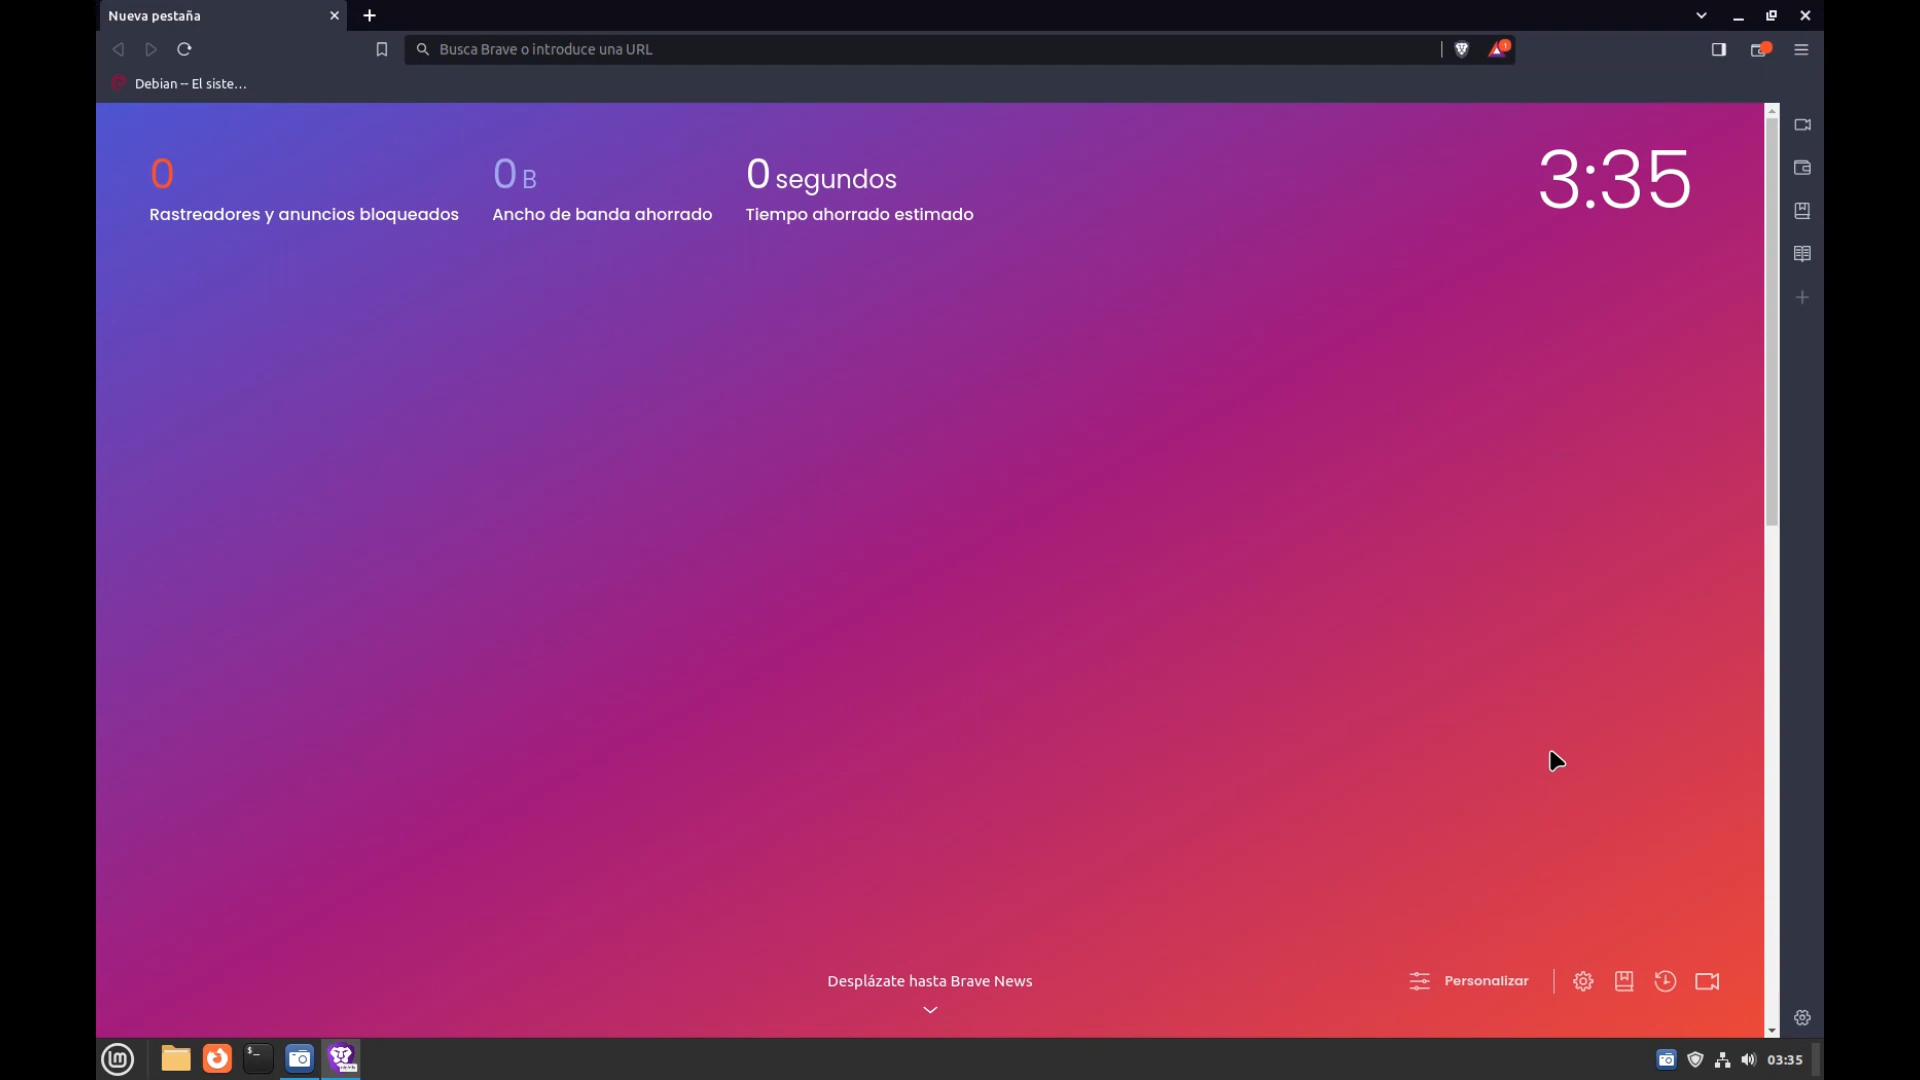 Nueva pestaña
Busca Brave o introduce una URL
1
Debian -- El siste...
0
Rastreadores y anuncios bloqueados
0 B
Ancho de banda ahorrado
0 segundos
Tiempo ahorrado estimado
3:35
Desplázate hasta Brave News
Personalizar
$_
03:35